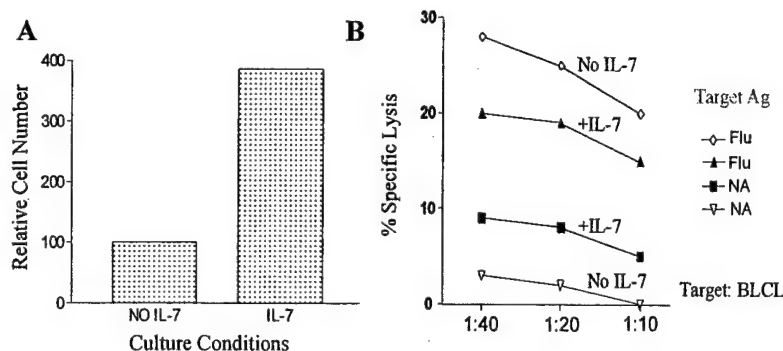 A
Relative Cell Number
400
300
200
100
0
NO IL-7
IL-7
Culture Conditions
B
% Specific Lysis
30
20
10
0
No IL-7
+IL-7
+IL-7
No IL-7
1:40
1:20
1:10
Target Ag
Flu
Flu
NA
NA
Target: BLCL